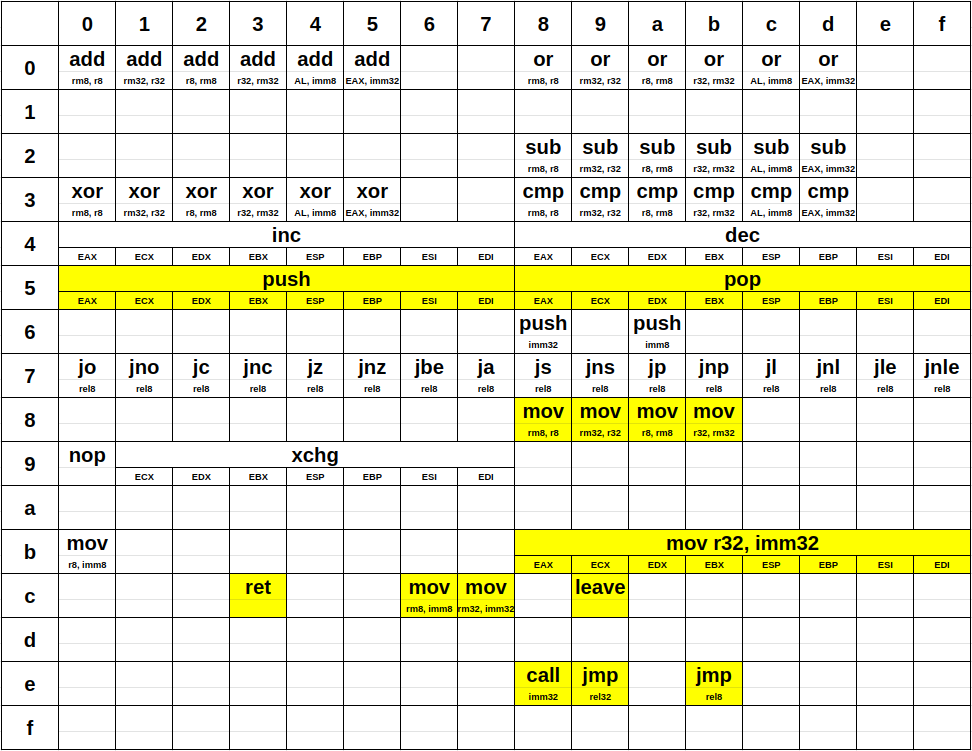 0 1 2 3 4 5 6 7 8 9 a b c d e f
0 add add add add add add or or or or or or
rm8, r8 rm32, r32 r8, rm8 r32, rm32 AL, imm8 EAX, imm32 rm8, r8 rm32, r32 r8, rm8 r32, rm32 AL, imm8 EAX, imm32
1
2 sub sub sub sub sub sub
rm8, r8 rm32, r32 r8, rm8 r32, rm32 AL, imm8 EAX, imm32
3 xor xor xor xor xor xor cmp cmp cmp cmp cmp cmp
rm8, r8 rm32, r32 r8, rm8 r32, rm32 AL, imm8 EAX, imm32 rm8, r8 rm32, r32 r8, rm8 r32, rm32 AL, imm8 EAX, imm32
4 inc dec
EAX ECX EDX EBX ESP EBP ESI EDI EAX ECX EDX EBX ESP EBP ESI EDI
5 push pop
EAX ECX EDX EBX ESP EBP ESI EDI EAX ECX EDX EBX ESP EBP ESI EDI
6 push push
imm32 imm8
7 jo jno jc jnc jz jnz jbe ja js jns jp jnp jl jnl jle jnle
rel8 rel8 rel8 rel8 rel8 rel8 rel8 rel8 rel8 rel8 rel8 rel8 rel8 rel8 rel8 rel8
8 mov mov mov mov
rm8, r8 rm32, r32 r8, rm8 r32, rm32
9 nop xchg
ECX EDX EBX ESP EBP ESI EDI
a
b mov mov r32, imm32
r8, imm8 EAX ECX EDX EBX ESP EBP ESI EDI
c ret mov mov leave
rm8, imm8 rm32, imm32
d
e call jmp jmp
imm32 rel32 rel8
f